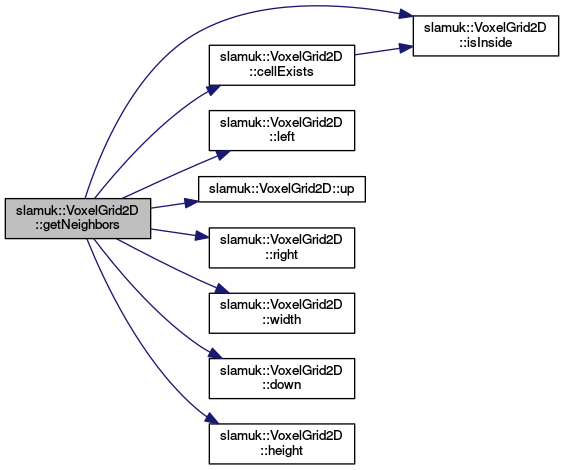 slamuk::VoxelGrid2D
::getNeighbors
slamuk::VoxelGrid2D
::isInside
slamuk::VoxelGrid2D
::cellExists
slamuk::VoxelGrid2D
::left
slamuk::VoxelGrid2D::up
slamuk::VoxelGrid2D
::right
slamuk::VoxelGrid2D
::width
slamuk::VoxelGrid2D
::down
slamuk::VoxelGrid2D
::height